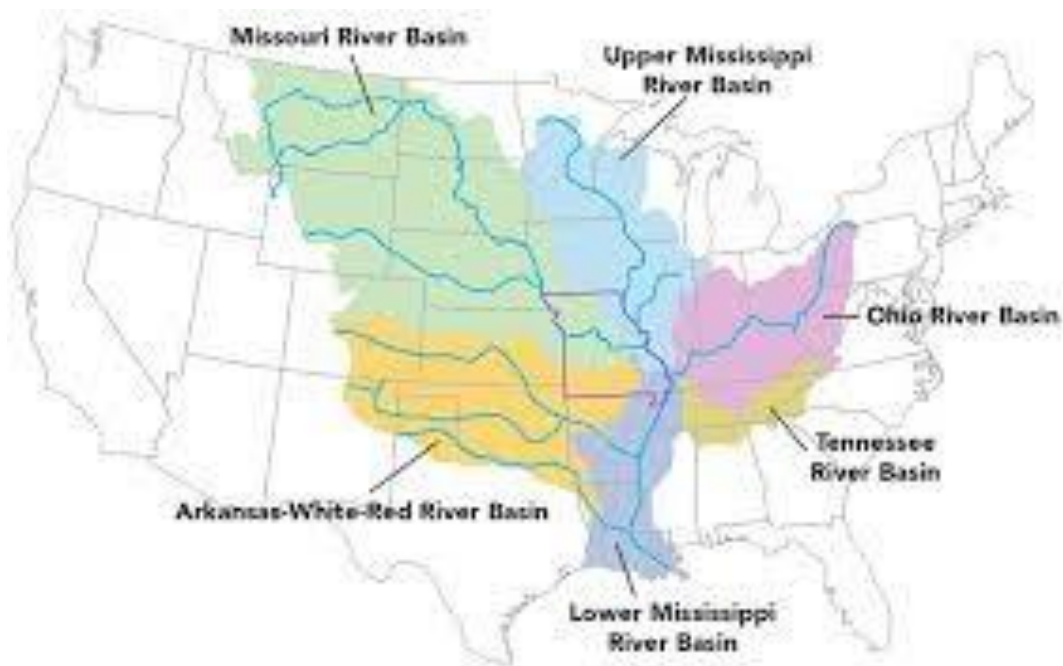 Missouri River Basin
Upper Mississippi
River Basin
Ohio River Basin
Tennessee
River Basin
Arkansas-White-Red River Basin
Lower Mississippi
River Basin